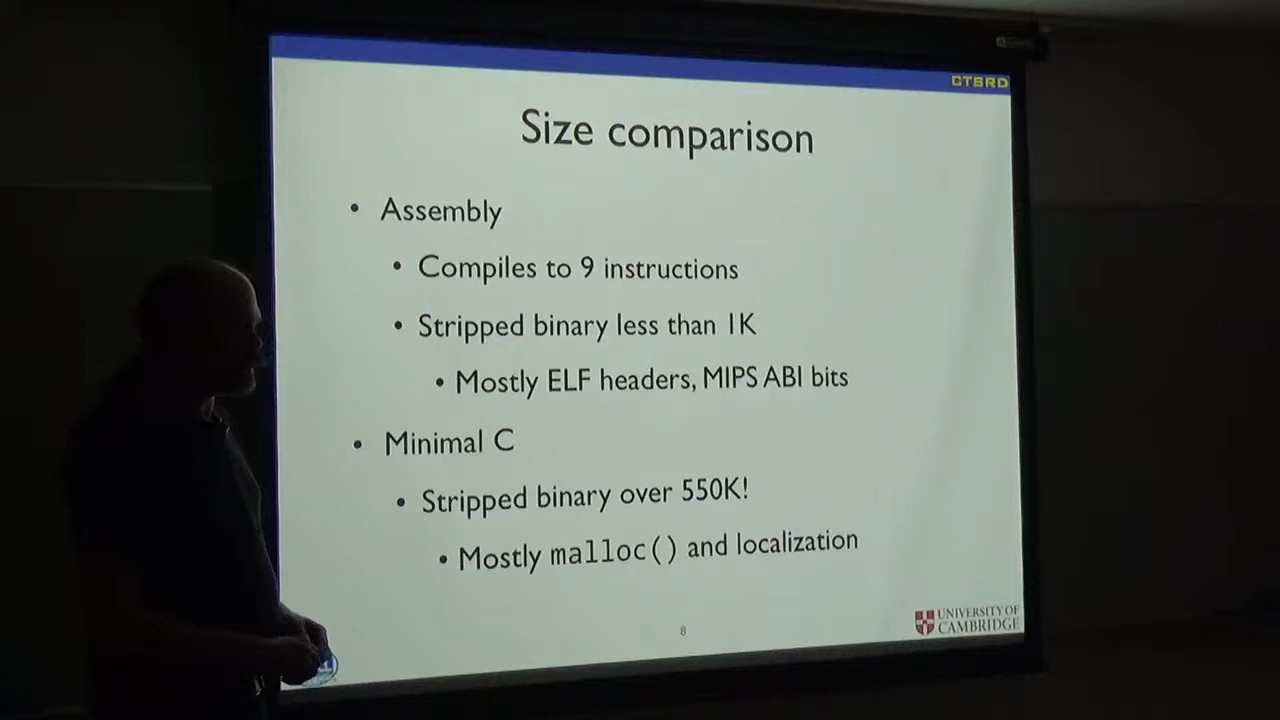 CTSRD
Size comparison
• Assembly
• Compiles to 9 instructions
• Stripped binary less than 1K
• Mostly ELF headers, MIPS ABI bits
• Minimal C
• Stripped binary over 550K!
• Mostly malloc() and localization
8
UNIVERSITY OF
CAMBRIDGE